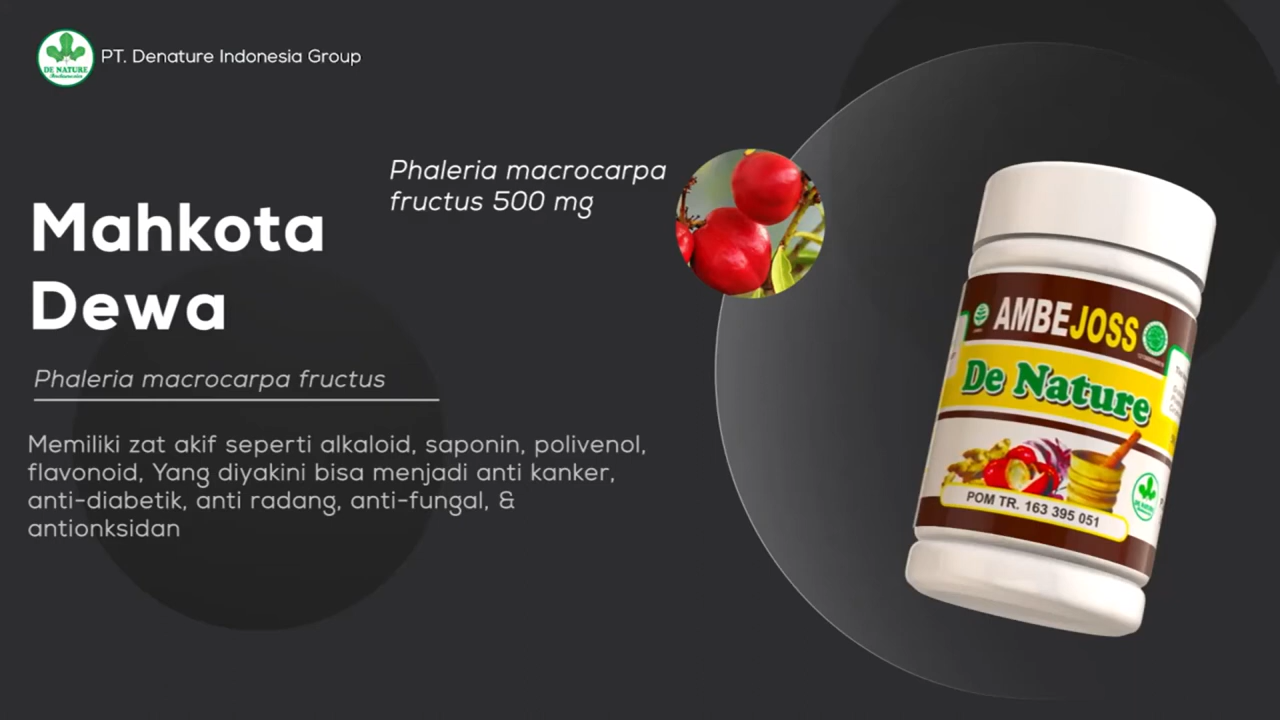 DE NATURE
PT. Denature Indonesia Group
Phaleria macrocarpa
fructus 500 mg
Mahkota
Dewa
Phaleria macrocarpa fructus
Memiliki zat akif seperti alkaloid, saponin, polivenol,
flavonoid, Yang diyakini bisa menjadi anti kanker,
anti-diabetik, anti radang, anti-fungal, &
antionksidan
AMBEJOSS
De Nature
POM TR. 163 395 051